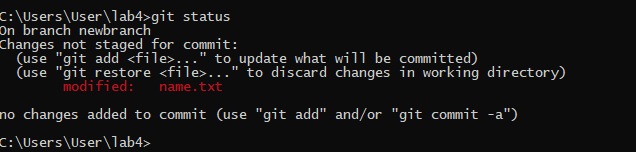 C:\Users\User\lab4>git status
On branch newbranch
Changes not staged for commit:
  (use "git add <file>..." to update what will be committed)
  (use "git restore <file>..." to discard changes in working directory)
        modified:   name.txt

no changes added to commit (use "git add" and/or "git commit -a")

C:\Users\User\lab4>